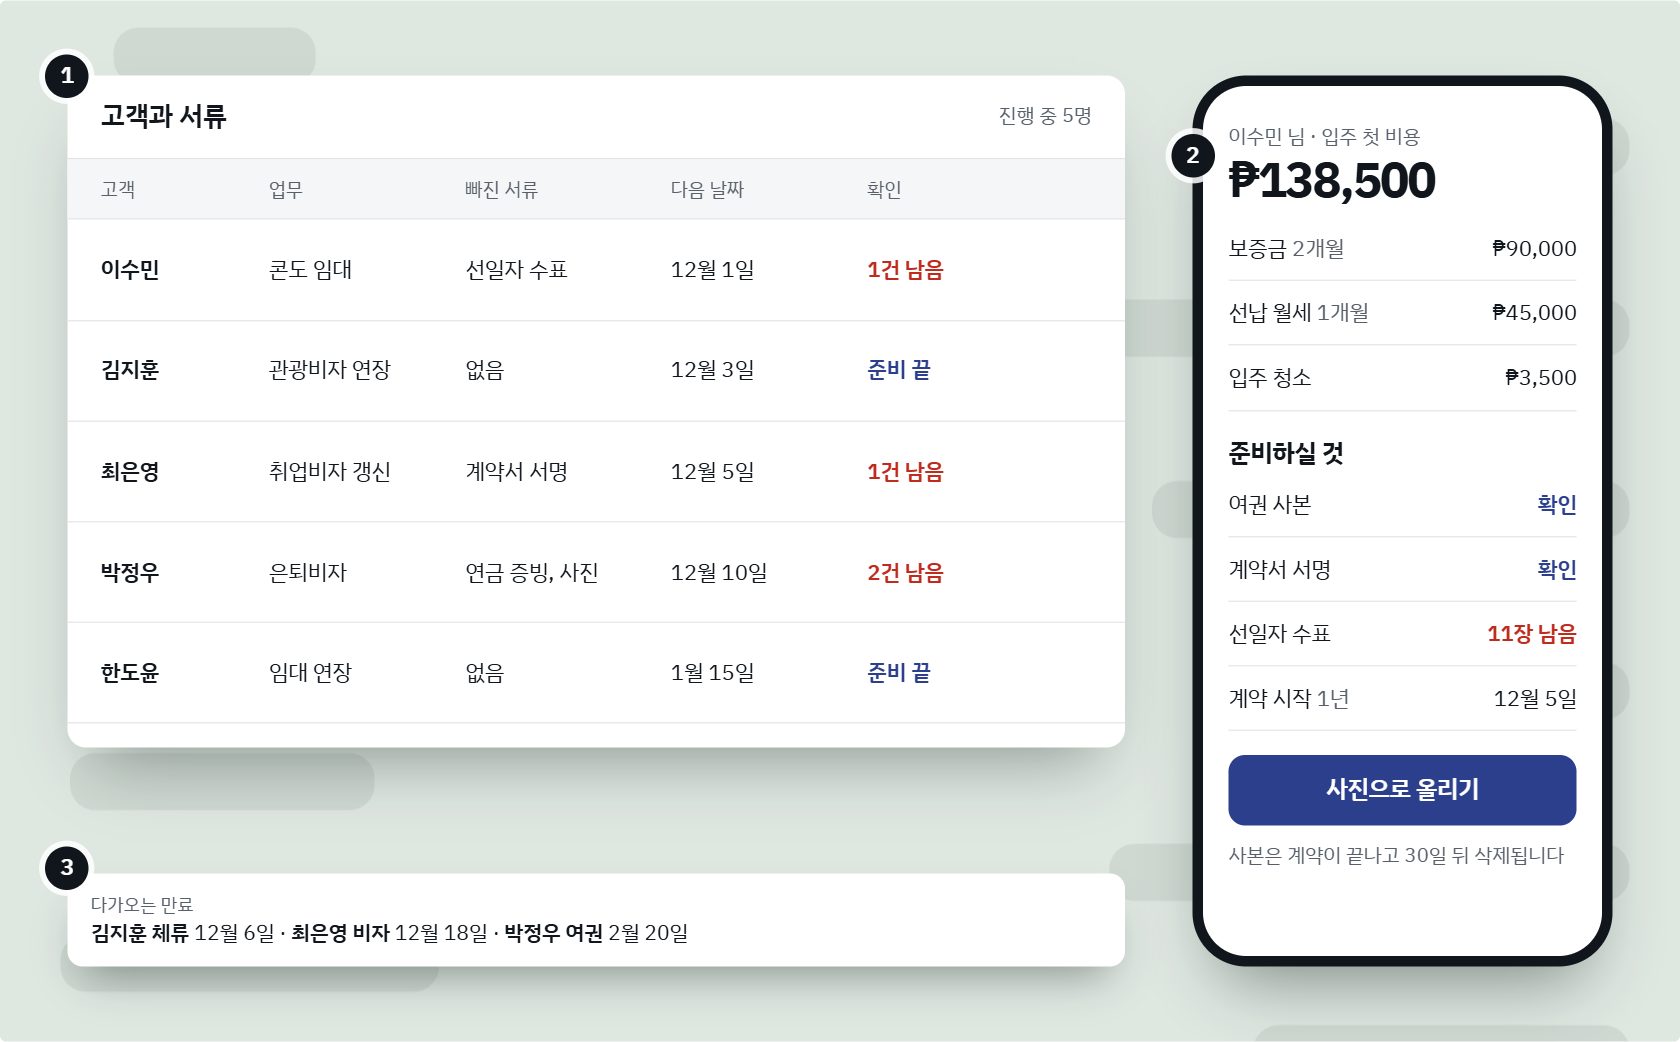 1
고객과 서류
진행 중 5명
고객 업무 빠진 서류 다음 날짜 확인
이수민 콘도 임대 선일자 수표 12월 1일 1건 남음
김지훈 관광비자 연장 없음 12월 3일 준비 끝
최은영 취업비자 갱신 계약서 서명 12월 5일 1건 남음
박정우 은퇴비자 연금 증빙, 사진 12월 10일 2건 남음
한도윤 임대 연장 없음 1월 15일 준비 끝
2
이수민 님 · 입주 첫 비용
₱138,500
보증금 2개월 ₱90,000
선납 월세 1개월 ₱45,000
입주 청소 ₱3,500
준비하실 것
여권 사본 확인
계약서 서명 확인
선일자 수표 11장 남음
계약 시작 1년 12월 5일
사진으로 올리기
사본은 계약이 끝나고 30일 뒤 삭제됩니다
3
다가오는 만료
김지훈 체류 12월 6일 · 최은영 비자 12월 18일 · 박정우 여권 2월 20일